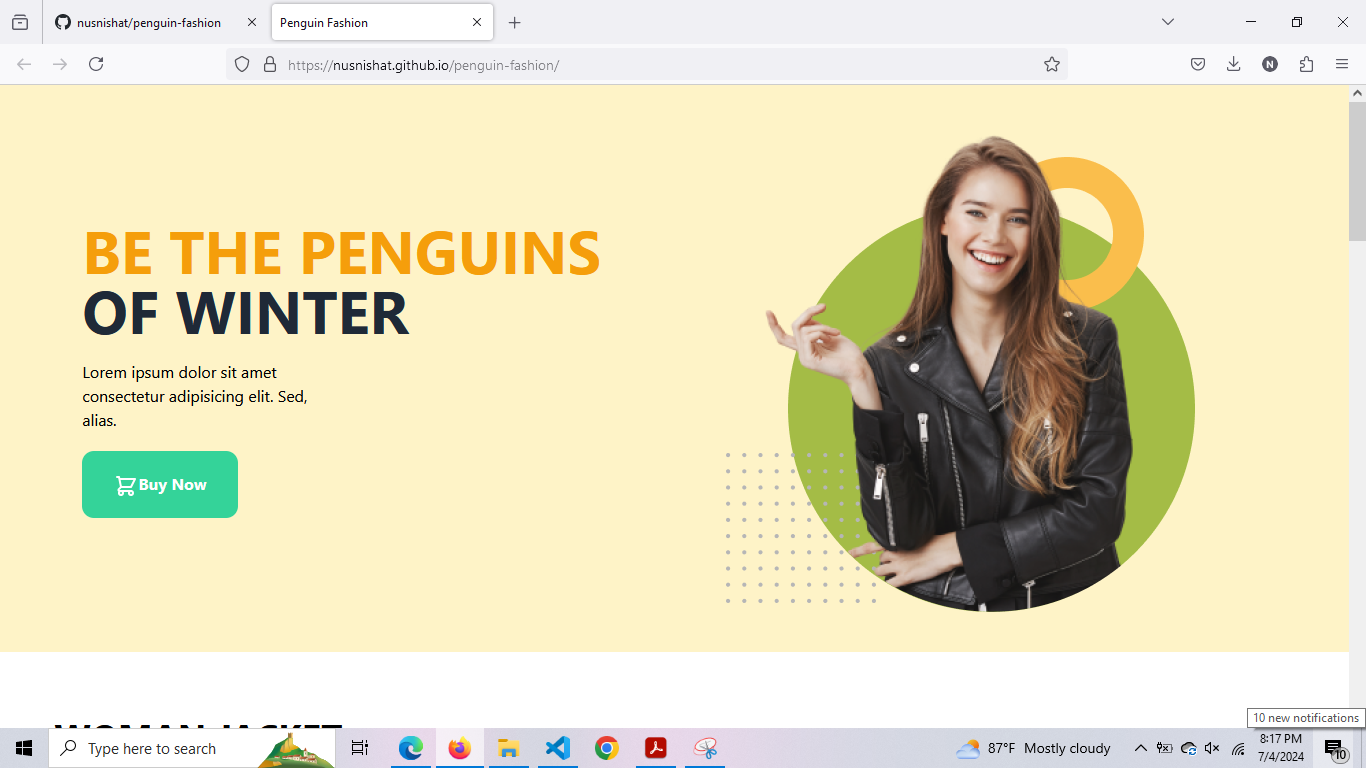 nusnishat/penguin-fashion
Penguin Fashion
https://nusnishat.github.io/penguin-fashion/
N
BE THE PENGUINS
OF WINTER
Lorem ipsum dolor sit amet
consectetur adipisicing elit. Sed,
alias.
Buy Now
WOMAN JACKET
10 new notifications
Type here to search
87°F Mostly cloudy
8:17 PM
7/4/2024
10